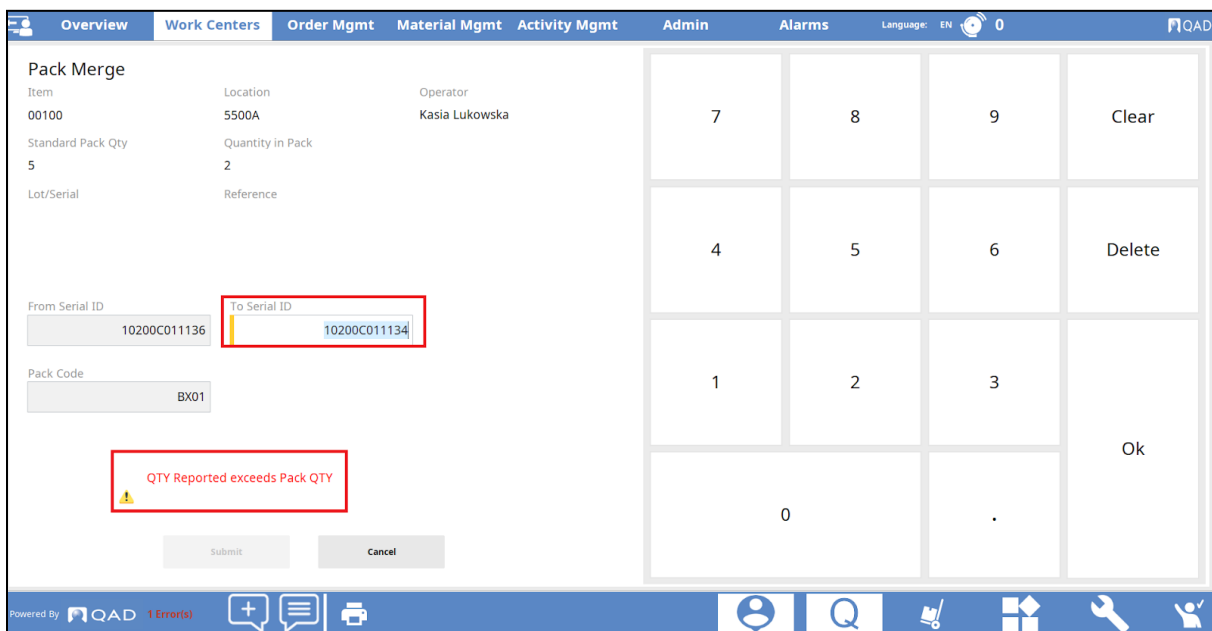 Overview Work Centers Order Mgmt Material Mgmt Activity Mgmt Admin Alarms Language: EN 0 QAD
Pack Merge
Item Location Operator
00100 5500A Kasia Lukowska
Standard Pack Qty Quantity in Pack
5 2
Lot/Serial Reference
From Serial ID To Serial ID
10200C011136 10200C011134
Pack Code
BX01
QTY Reported exceeds Pack QTY
Submit Cancel
7 8 9 Clear
4 5 6 Delete
1 2 3
Ok
0 .
Powered By QAD 1 Error(s) Q